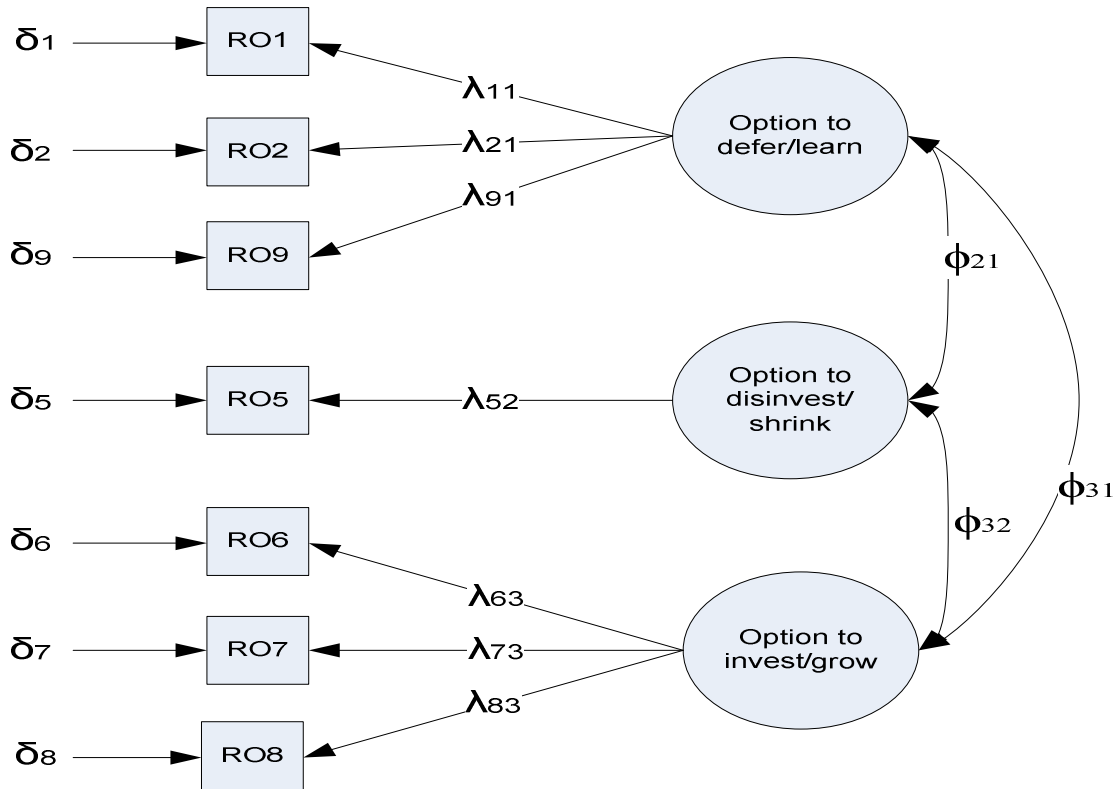 δ1
RO1
λ11
δ2
RO2
λ21
λ91
δ9
RO9
Option to
defer/learn
ϕ21
δ5
RO5
λ52
Option to
disinvest/
shrink
ϕ31
ϕ32
δ6
RO6
λ63
δ7
RO7
λ73
λ83
δ8
RO8
Option to
invest/grow